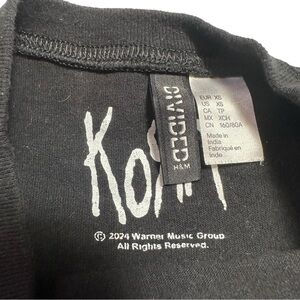 DIVIDED
H&M
EUR XS
US XS
CA TP
MX XCH
CN 160/80A
Made in
India
Fabriqué en
Inde
KoRn
℗ 2024 Warner Music Group
All Rights Reserved.